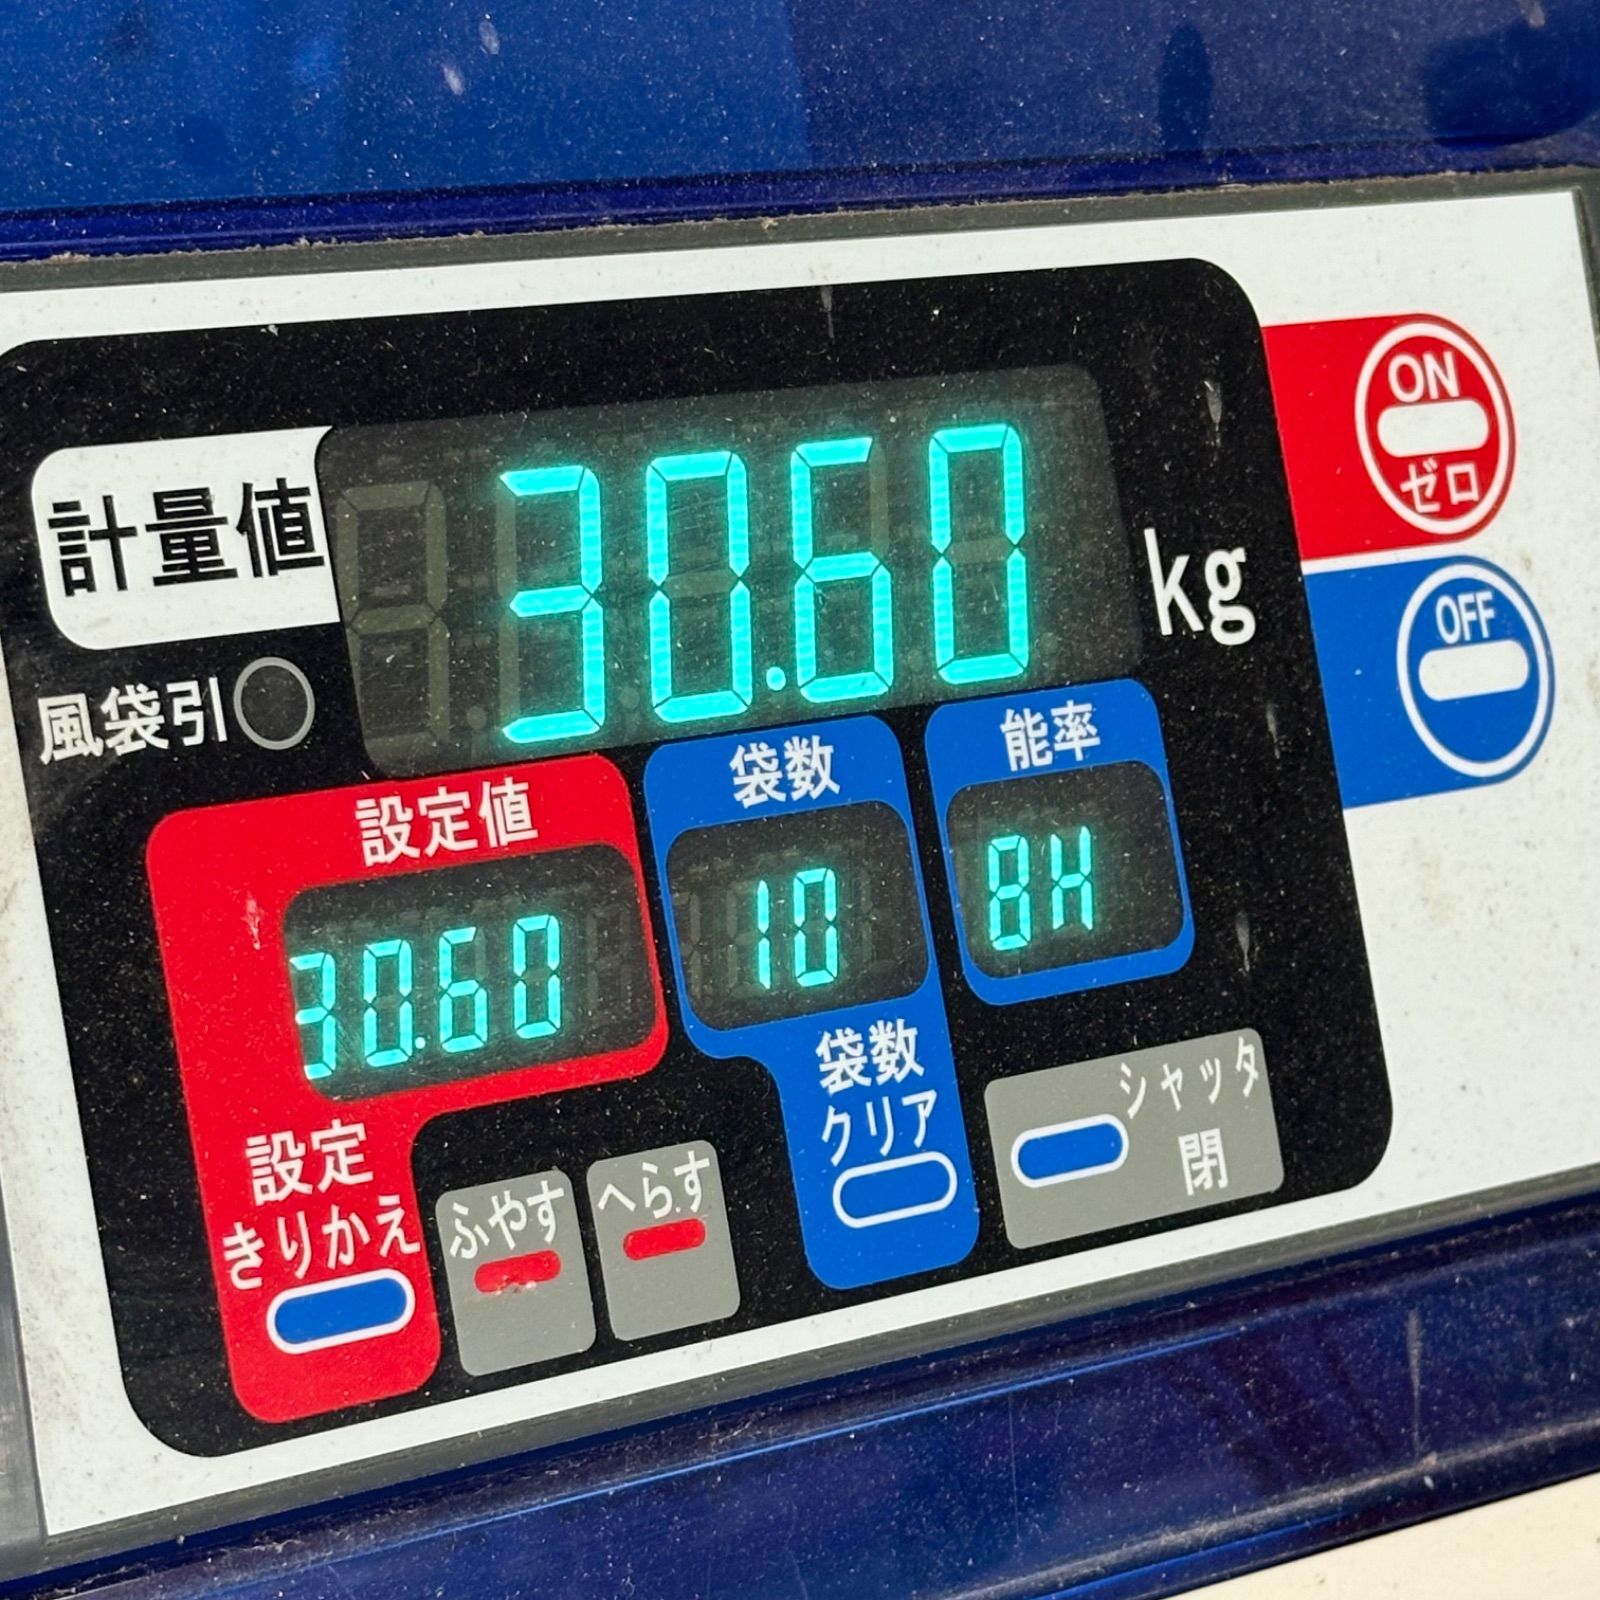 計量値
30.60
kg
ON
ゼロ
OFF
風袋引
設定値
30.60
袋数
10
能率
8H
設定
きりかえ
ふやす
へらす
袋数
クリア
シャッタ
閉